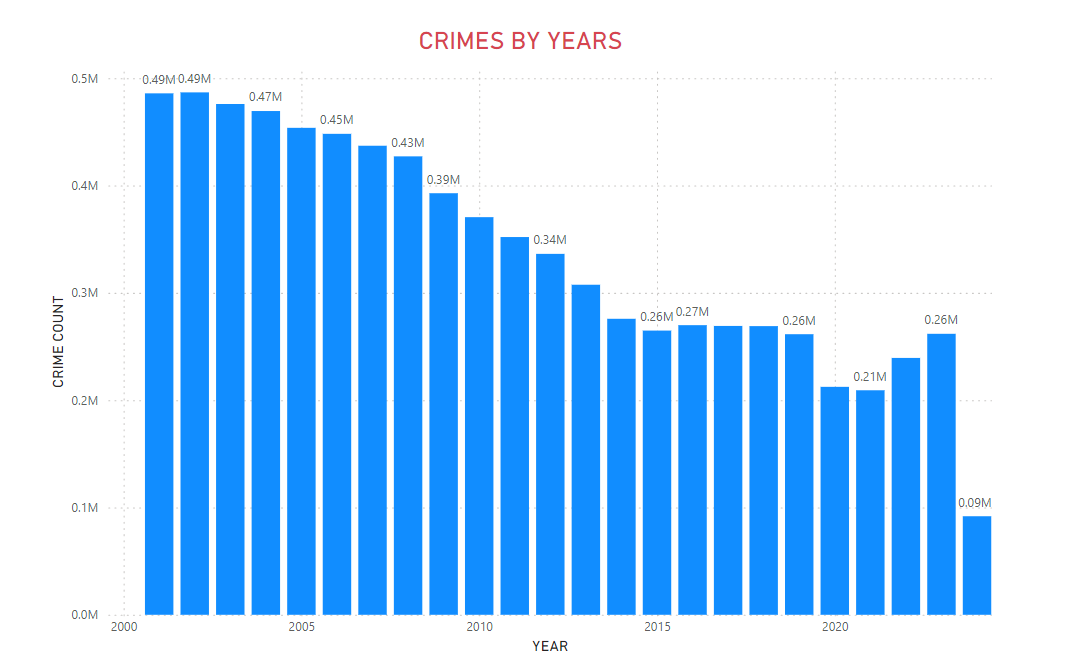 CRIMES BY YEARS
0.5M
0.49M 0.49M
0.47M
0.45M
0.43M
0.4M
0.39M
0.34M
0.3M
0.26M 0.27M
0.26M
0.26M
0.21M
0.2M
0.1M
0.09M
0.0M
CRIME COUNT
2000 2005 2010 2015 2020
YEAR